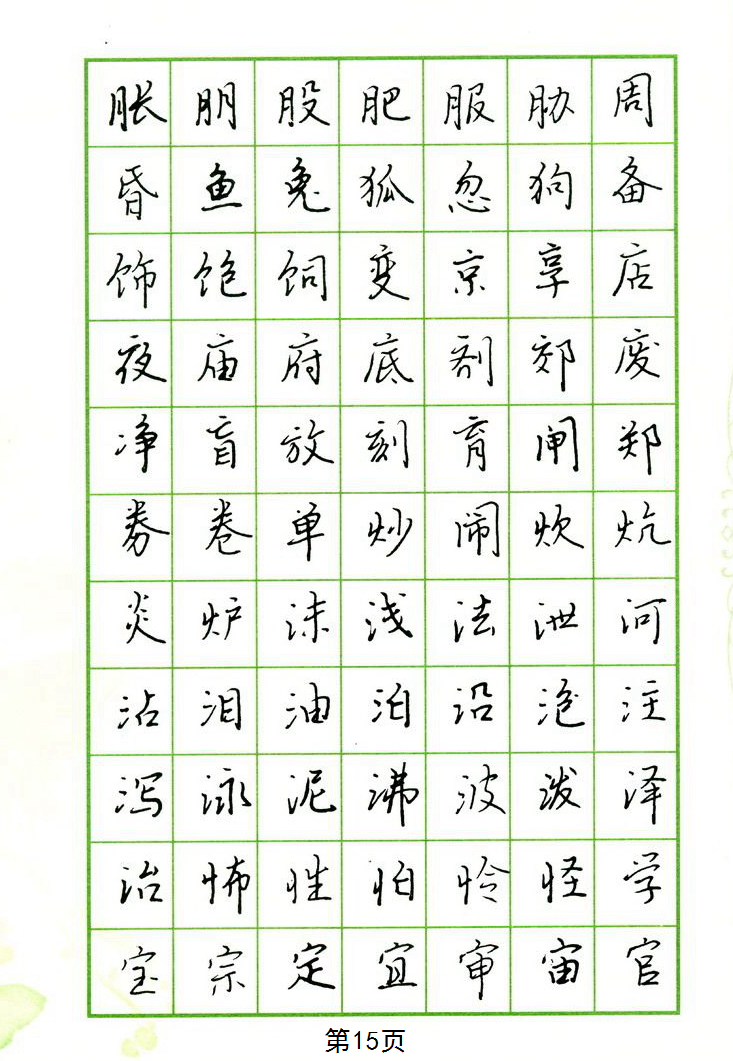 胀朋股肥服胁周
昏鱼兔狐忽狗备
饰饱饲变京享店
夜庙府底剂郊废
净盲放刻育闸郑
券卷单炒闹炊炕
炎炉沫浅法泄河
沾泪油泊沿泡注
泻泳泥沸波泼泽
治怖性怕怜怪学
宝宗定宜审宙官
第15页